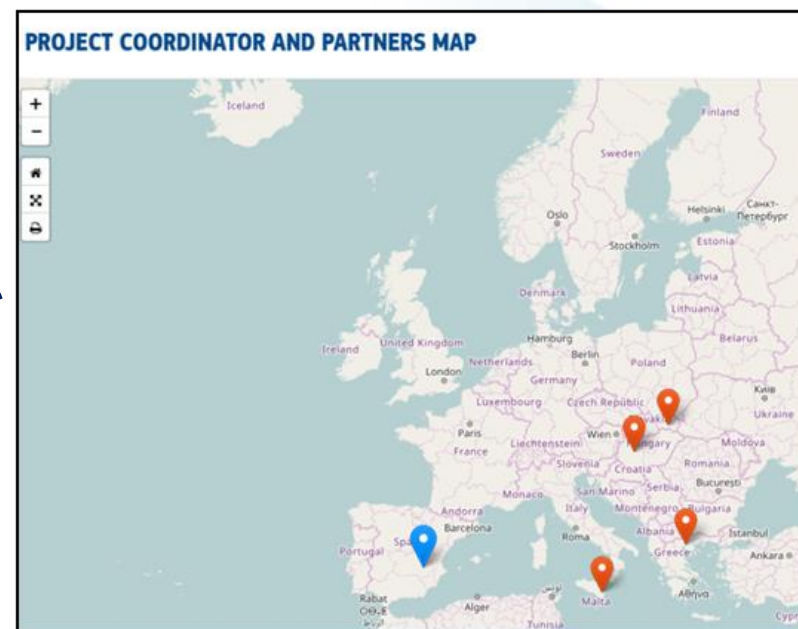 PROJECT COORDINATOR AND PARTNERS MAP
+
−
Iceland
Finland
Sweden
Oslo
Helsinki
Санкт-
Петербург
Stockholm
Estonia
Latvia
Denmark
Lithuania
Hamburg
Belarus
Ireland
United Kingdom
Netherlands
Berlin
Poland
London
Germany
Київ
Luxembourg
Czech Republic
Ukraine
Paris
Wien
Moldova
Liechtenstein
France
Slovenia
Romania
Croatia
București
Monaco
San Marino
Serbia
Andorra
Italy
Montenegro
Bulgaria
Barcelona
Roma
Albania
Istanbul
Portugal
Greece
Ankara
Αθήνα
Rabat
Alger
تونس
Malta
Tunisia